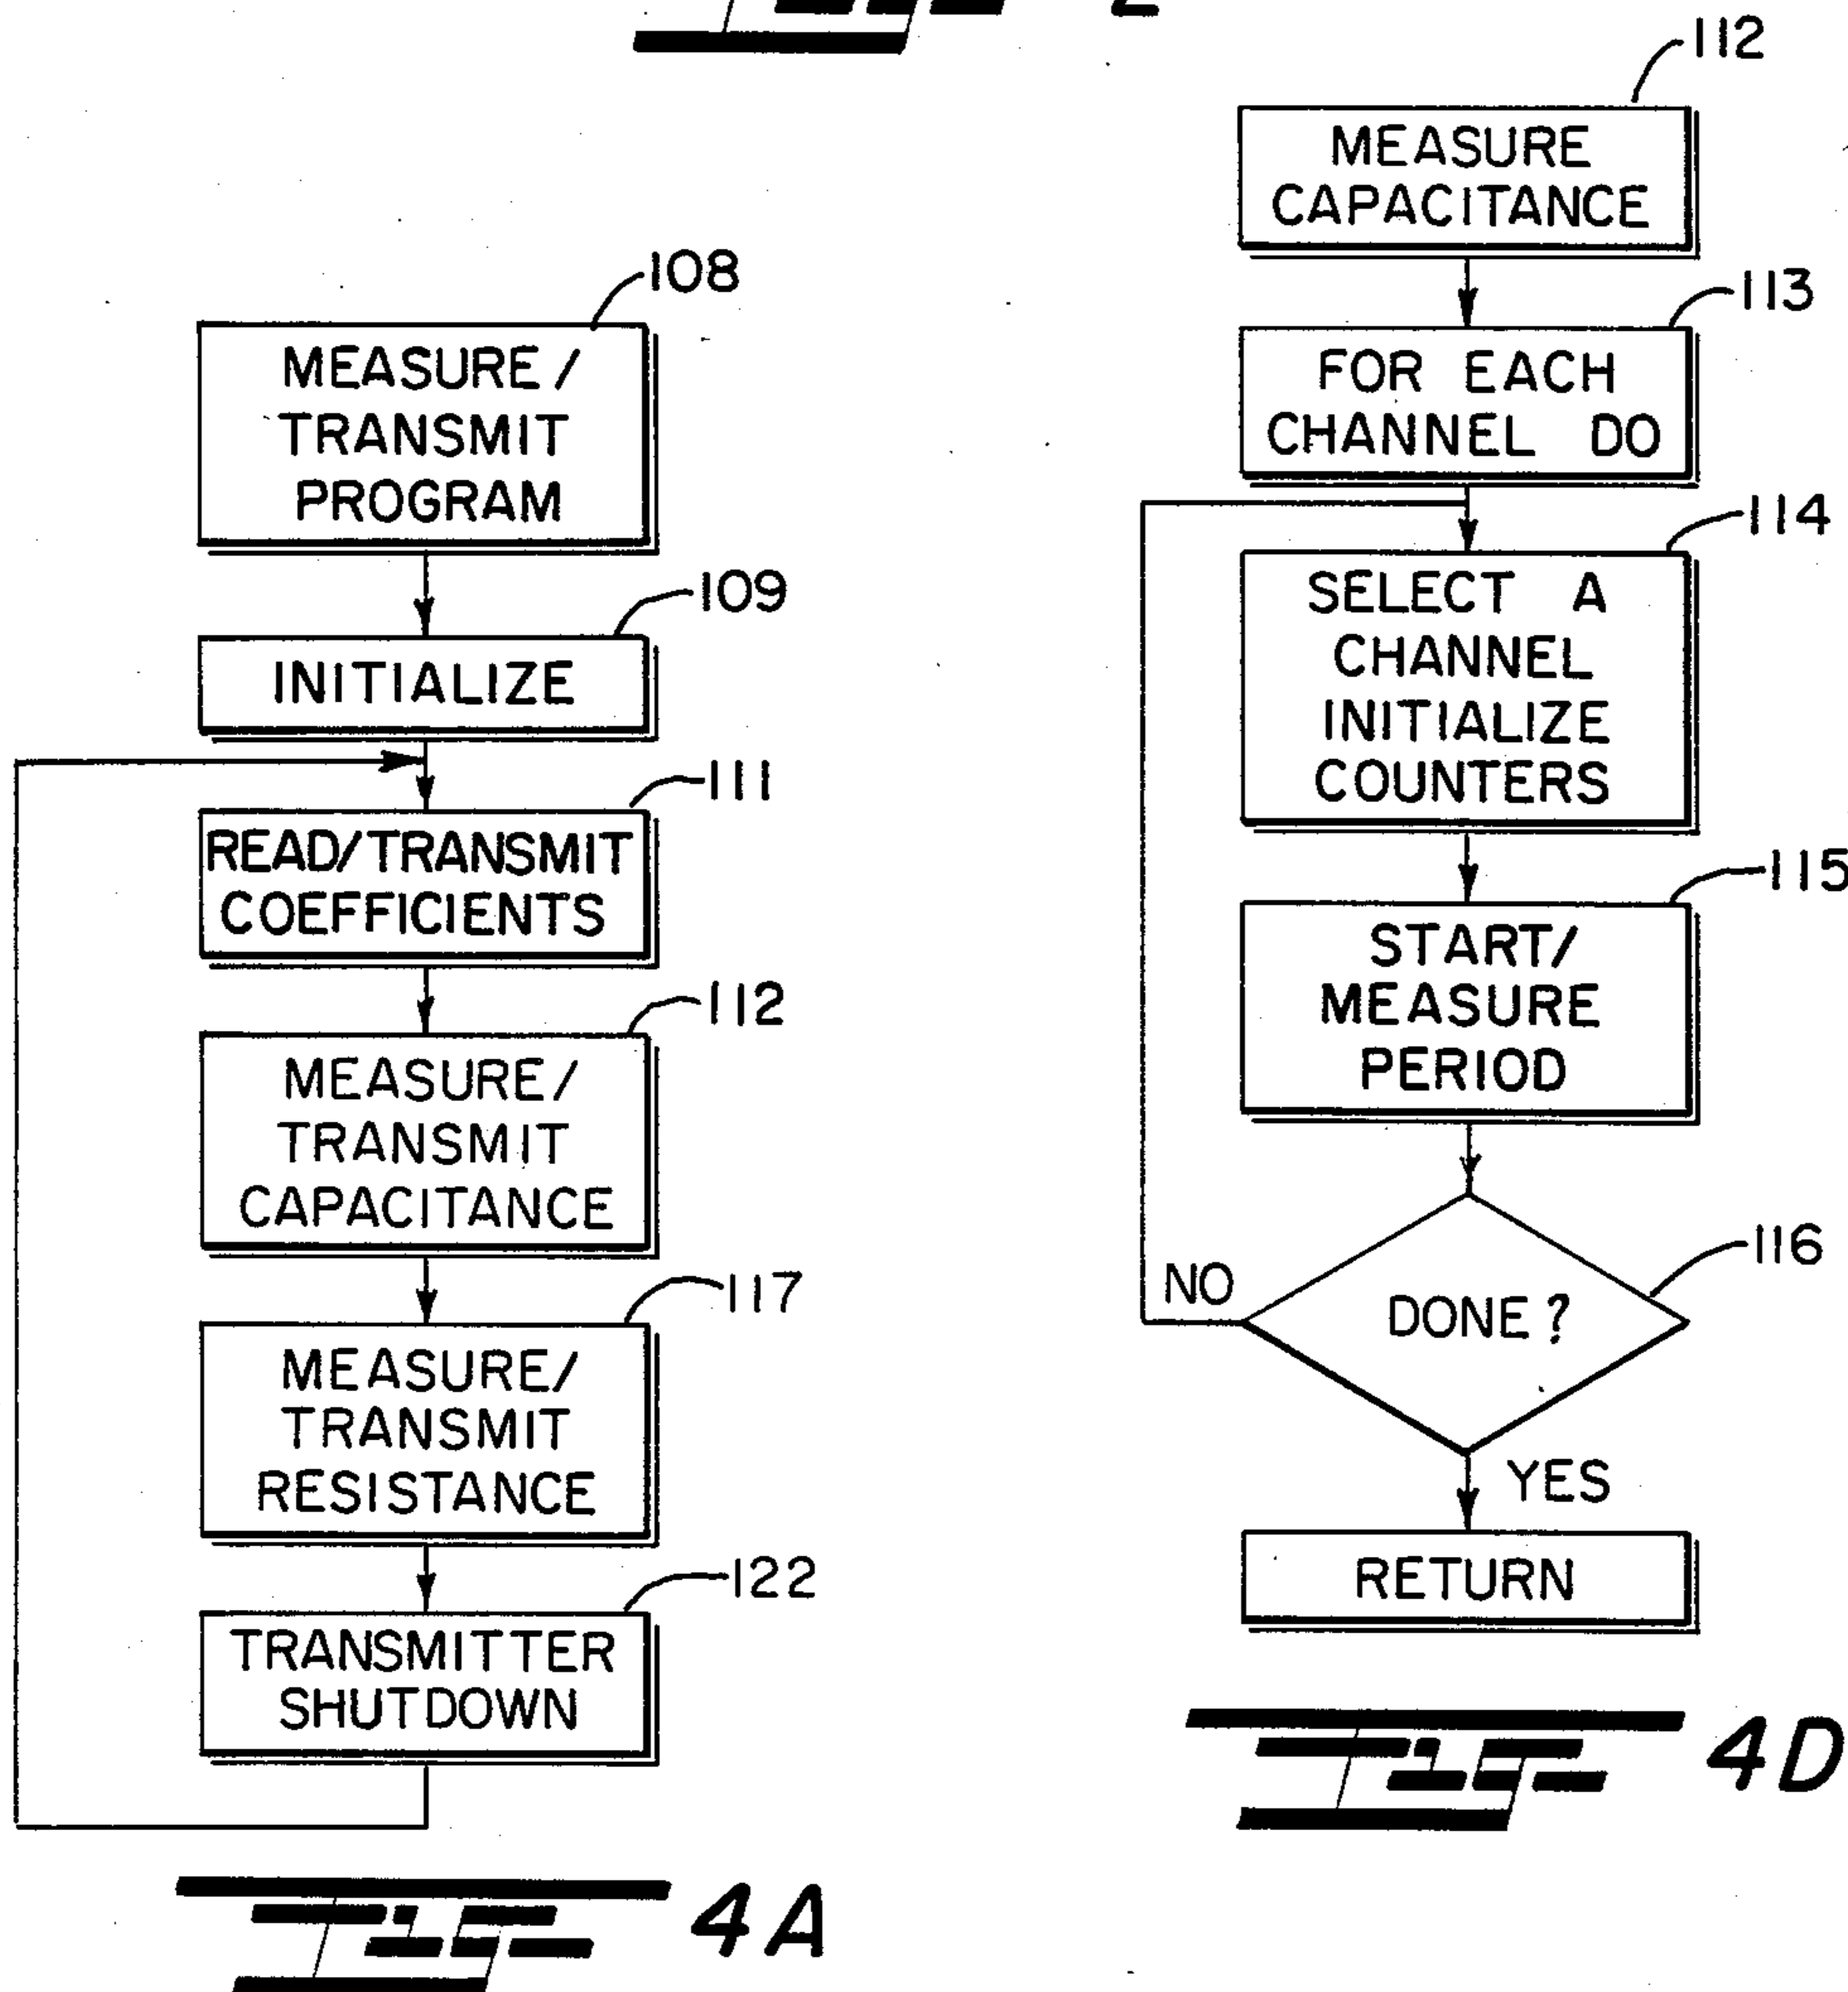 108
MEASURE/
TRANSMIT
PROGRAM
109
INITIALIZE
111
READ/TRANSMIT
COEFFICIENTS
112
MEASURE/
TRANSMIT
CAPACITANCE
117
MEASURE/
TRANSMIT
RESISTANCE
122
TRANSMITTER
SHUTDOWN
FIG 4A
112
MEASURE
CAPACITANCE
113
FOR EACH
CHANNEL DO
114
SELECT A
CHANNEL
INITIALIZE
COUNTERS
115
START/
MEASURE
PERIOD
116
DONE?
NO
YES
RETURN
FIG 4D